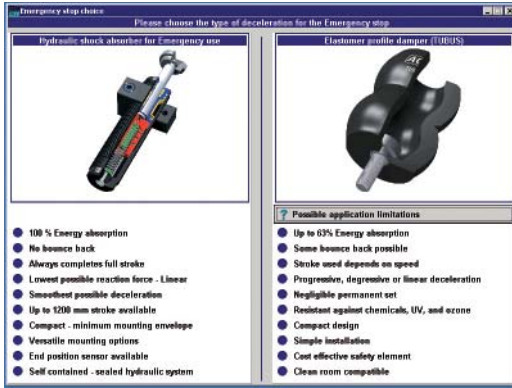 Emergency stop choice
Please choose the type of deceleration for the Emergency stop
Hydraulic shock absorber for Emergency use
100 % Energy absorption
No bounce back
Always completes full stroke
Lowest possible reaction force - Linear
Smoothest possible deceleration
Up to 1200 mm stroke available
Compact - minimum mounting envelope
Versatile mounting options
End position sensor available
Self contained - sealed hydraulic system
Elastomer profile damper (TUBUS)
AC
? Possible application limitations
Up to 63% Energy absorption
Some bounce back possible
Stroke used depends on speed
Progressive, degressive or linear deceleration
Negligible permanent set
Resistant against chemicals, UV, and ozone
Compact design
Simple installation
Cost effective safety element
Clean room compatible